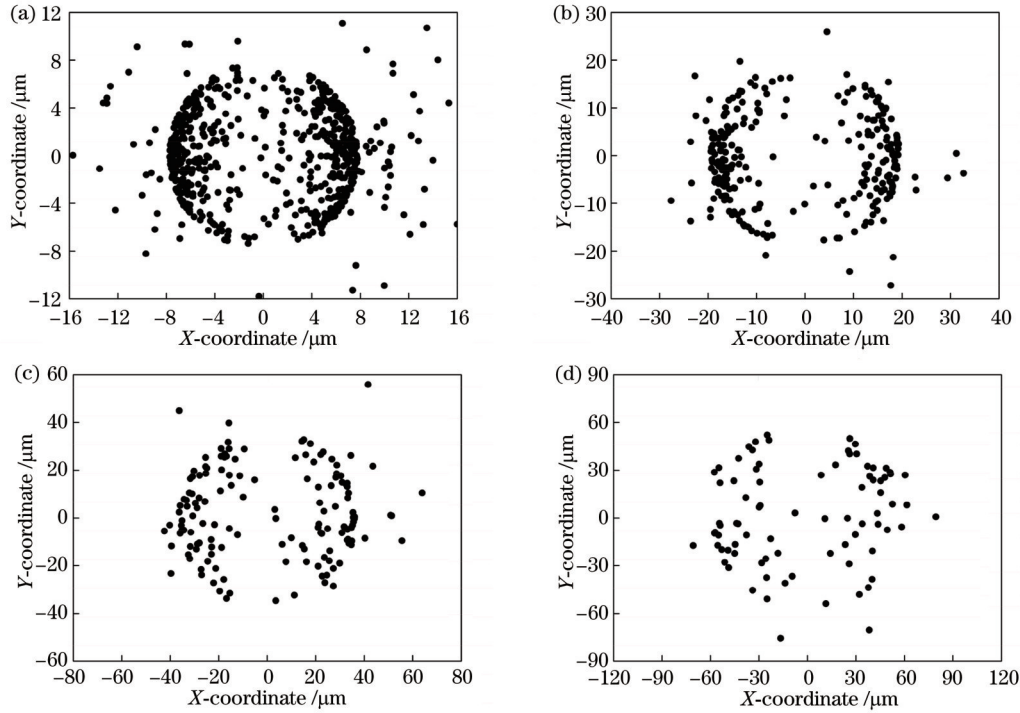 (a)
12
8
4
0
−4
−8
−12
Y-coordinate /μm
−16 −12 −8 −4 0 4 8 12 16
X-coordinate /μm
(b)
30
20
10
0
−10
−20
−30
Y-coordinate /μm
−40 −30 −20 −10 0 10 20 30 40
X-coordinate /μm
(c)
60
40
20
0
−20
−40
−60
Y-coordinate /μm
−80 −60 −40 −20 0 20 40 60 80
X-coordinate /μm
(d)
90
60
30
0
−30
−60
−90
Y-coordinate /μm
−120 −90 −60 −30 0 30 60 90 120
X-coordinate /μm